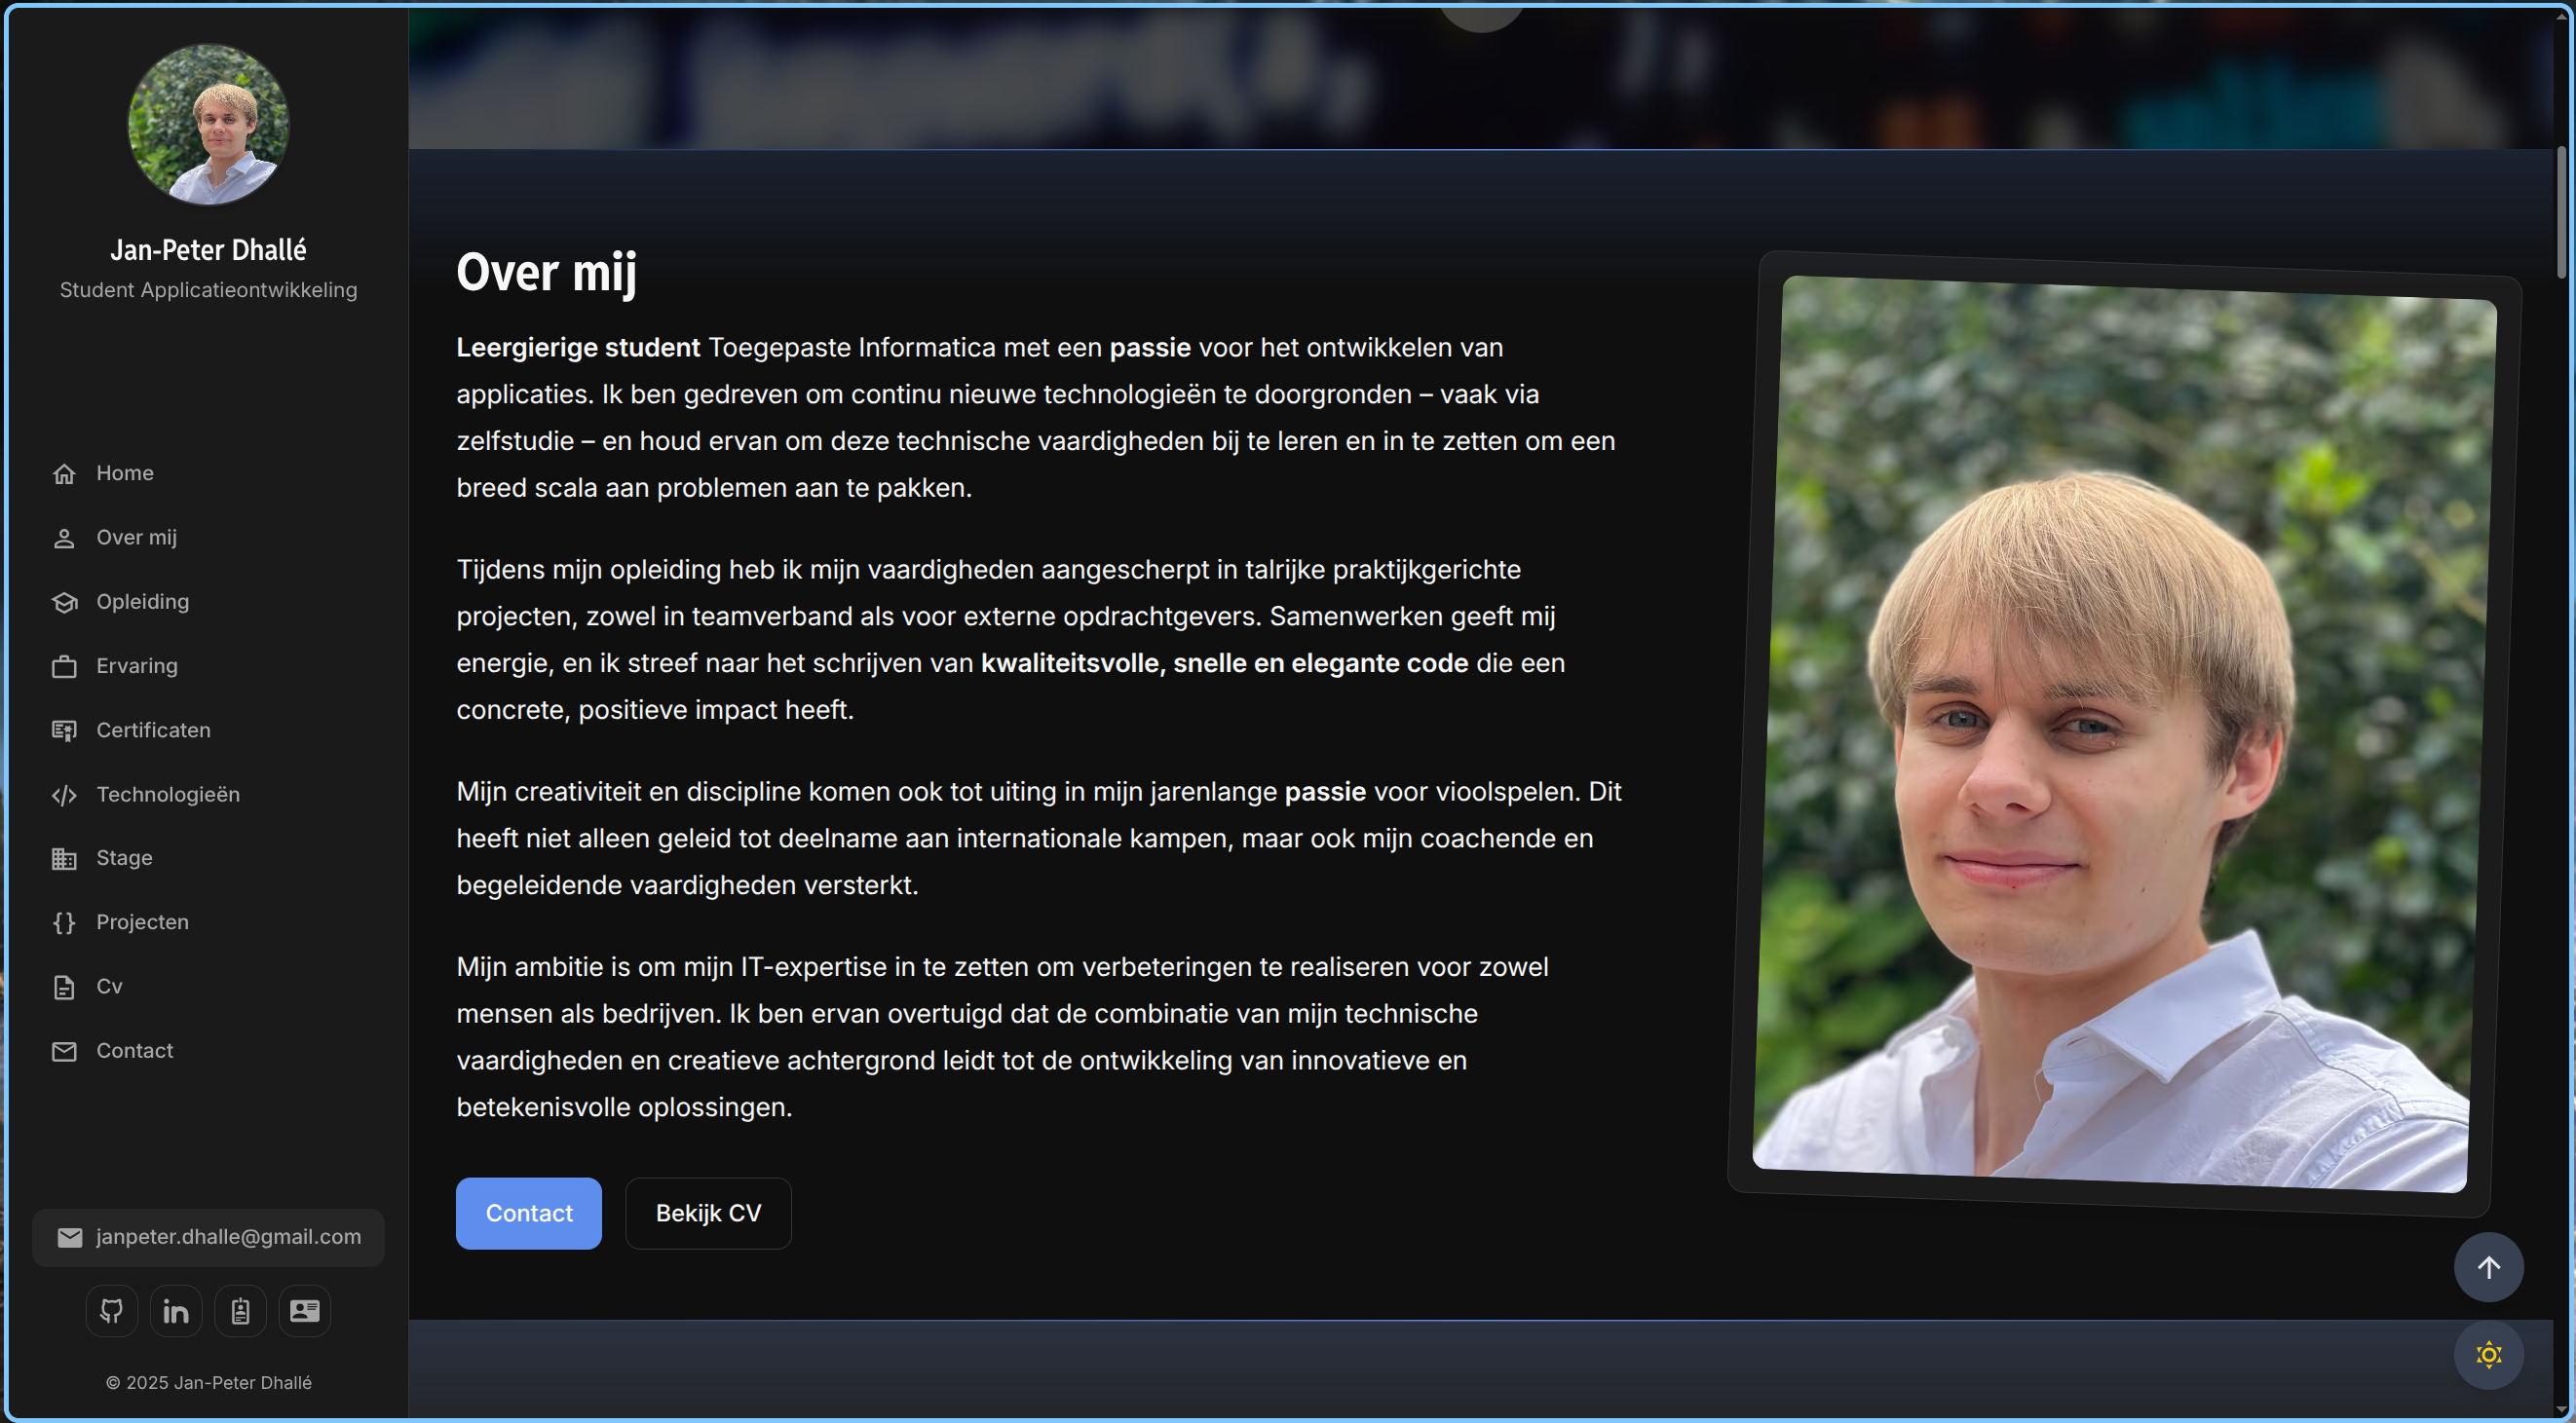 Jan-Peter Dhallé
Student Applicatieontwikkeling
Home
Over mij
Opleiding
Ervaring
Certificaten
Technologieën
Stage
Projecten
Cv
Contact
janpeter.dhalle@gmail.com
in
© 2025 Jan-Peter Dhallé
Over mij
Leergierige student Toegepaste Informatica met een passie voor het ontwikkelen van
applicaties. Ik ben gedreven om continu nieuwe technologieën te doorgronden – vaak via
zelfstudie – en houd ervan om deze technische vaardigheden bij te leren en in te zetten om een
breed scala aan problemen aan te pakken.
Tijdens mijn opleiding heb ik mijn vaardigheden aangescherpt in talrijke praktijkgerichte
projecten, zowel in teamverband als voor externe opdrachtgevers. Samenwerken geeft mij
energie, en ik streef naar het schrijven van kwaliteitsvolle, snelle en elegante code die een
concrete, positieve impact heeft.
Mijn creativiteit en discipline komen ook tot uiting in mijn jarenlange passie voor vioolspelen. Dit
heeft niet alleen geleid tot deelname aan internationale kampen, maar ook mijn coachende en
begeleidende vaardigheden versterkt.
Mijn ambitie is om mijn IT-expertise in te zetten om verbeteringen te realiseren voor zowel
mensen als bedrijven. Ik ben ervan overtuigd dat de combinatie van mijn technische
vaardigheden en creatieve achtergrond leidt tot de ontwikkeling van innovatieve en
betekenisvolle oplossingen.
Contact
Bekijk CV